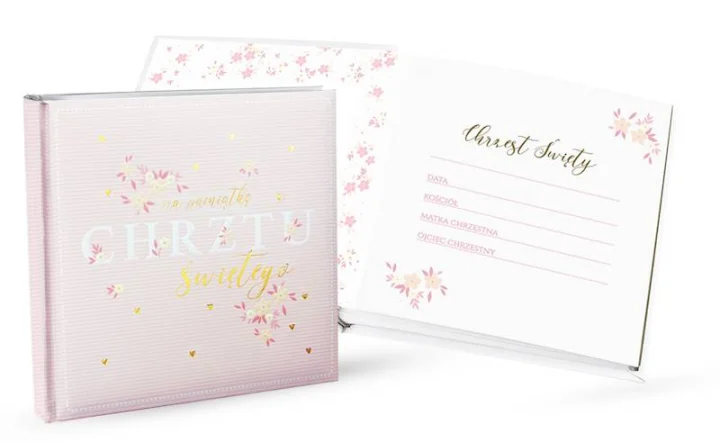 na pamiątkę
CHRZTU
świętego
Chrzest Święty
DATA
KOŚCIÓŁ
MATKA CHRZESTNA
OJCIEC CHRZESTNY